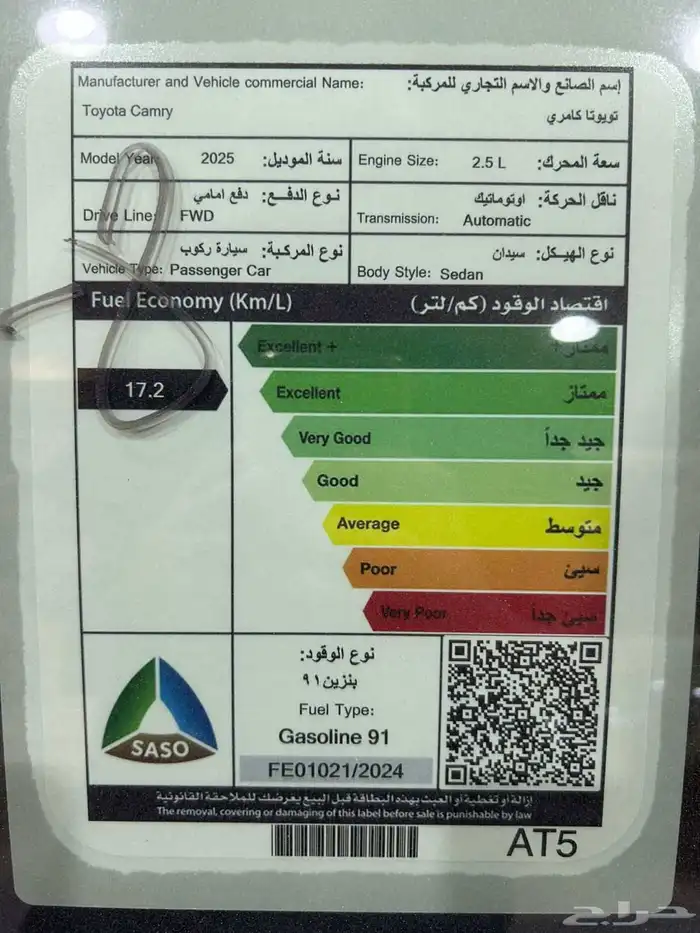 Manufacturer and Vehicle commercial Name: إسم الصانع والاسم التجاري للمركبة:
Toyota Camry تويوتا كامري
Model Year: 2025 سنة الموديل: Engine Size: 2.5 L سعة المحرك:
نوع الدفع: دفع امامي ناقل الحركة: اوتوماتيك
Drive Line: FWD Transmission: Automatic
نوع المركبة: سيارة ركوب نوع الهيكل: سيدان
Vehicle Type: Passenger Car Body Style: Sedan
Fuel Economy (Km/L) اقتصاد الوقود (كم/لتر)
Excellent + ممتاز +
17.2
Excellent ممتاز
Very Good جيد جداً
Good جيد
Average متوسط
Poor سيئ
Very Poor سيئ جداً
نوع الوقود:
بنزين ٩١
Fuel Type:
Gasoline 91
SASO
FE01021/2024
إزالة أو تغطية أو العبث بهذه البطاقة قبل البيع يعرضك للملاحقة القانونية
The removal, covering or damaging of this label before sale is punishable by law
AT5
حراج